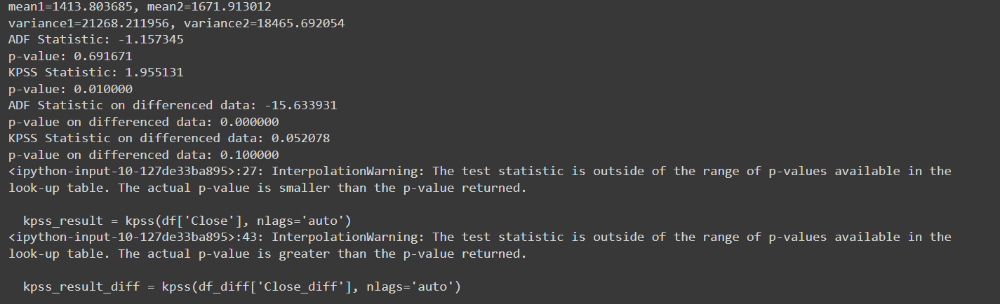 mean1=1413.803685, mean2=1671.913012
variance1=21268.211956, variance2=18465.692054
ADF Statistic: -1.157345
p-value: 0.691671
KPSS Statistic: 1.955131
p-value: 0.010000
ADF Statistic on differenced data: -15.633931
p-value on differenced data: 0.000000
KPSS Statistic on differenced data: 0.052078
p-value on differenced data: 0.100000
<ipython-input-10-127de33ba895>:27: InterpolationWarning: The test statistic is outside of the range of p-values available in the
look-up table. The actual p-value is smaller than the p-value returned.

  kpss_result = kpss(df['Close'], nlags='auto')
<ipython-input-10-127de33ba895>:43: InterpolationWarning: The test statistic is outside of the range of p-values available in the
look-up table. The actual p-value is greater than the p-value returned.

  kpss_result_diff = kpss(df_diff['Close_diff'], nlags='auto')